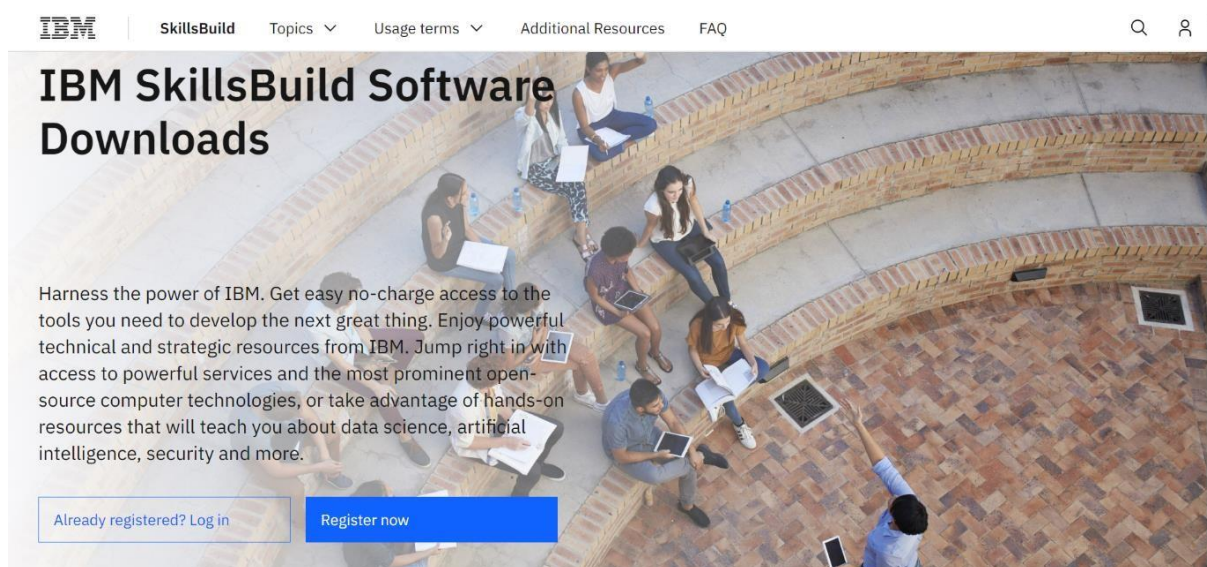 IBM
SkillsBuild
Topics
Usage terms
Additional Resources
FAQ
IBM SkillsBuild Software
Downloads
Harness the power of IBM. Get easy no-charge access to the
tools you need to develop the next great thing. Enjoy powerful
technical and strategic resources from IBM. Jump right in with
access to powerful services and the most prominent open-
source computer technologies, or take advantage of hands-on
resources that will teach you about data science, artificial
intelligence, security and more.
Already registered? Log in
Register now